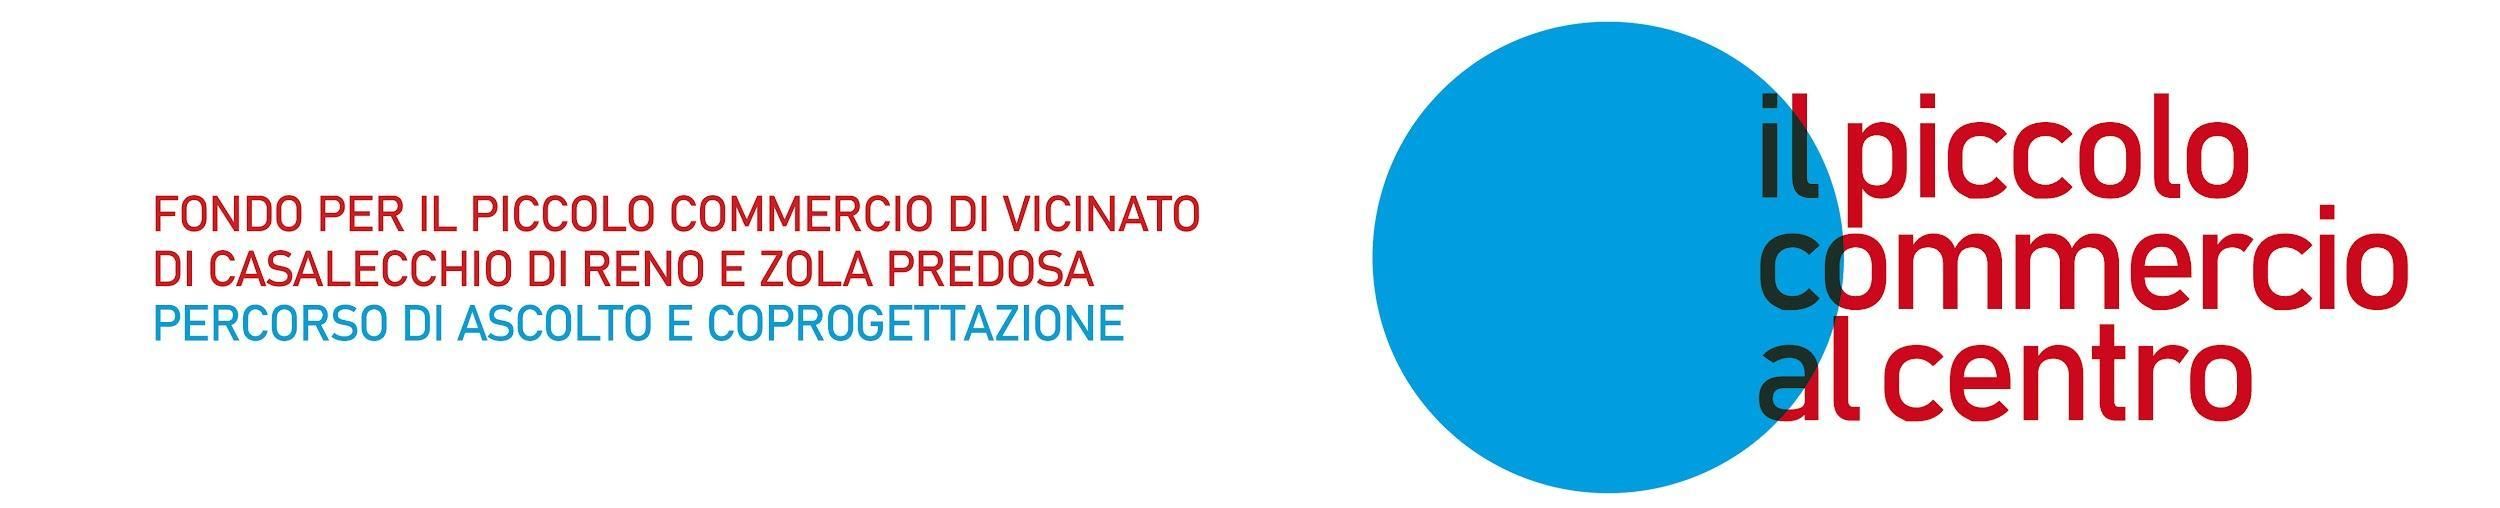 FONDO PER IL PICCOLO COMMERCIO DI VICINATO
DI CASALECCHIO DI RENO E ZOLA PREDOSA
PERCORSO DI ASCOLTO E COPROGETTAZIONE
il piccolo
commercio
al centro